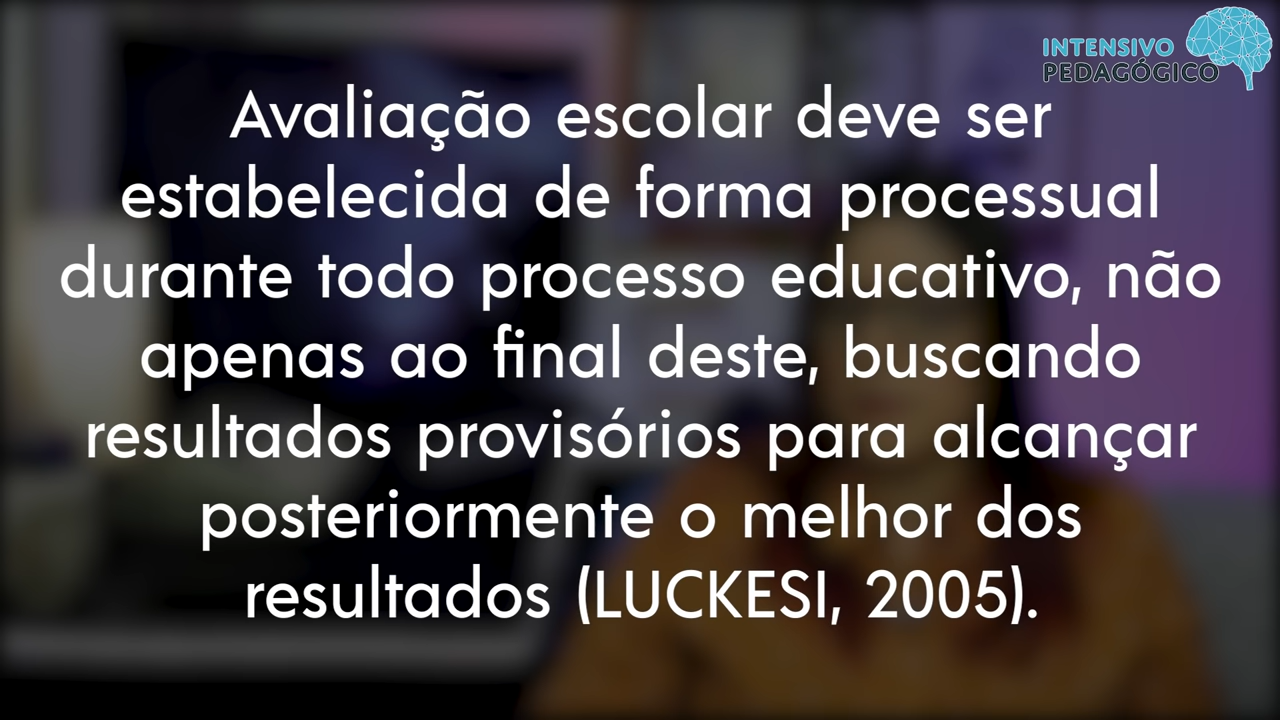 INTENSIVO
PEDAGÓGICO
Avaliação escolar deve ser
estabelecida de forma processual
durante todo processo educativo, não
apenas ao final deste, buscando
resultados provisórios para alcançar
posteriormente o melhor dos
resultados (LUCKESI, 2005).